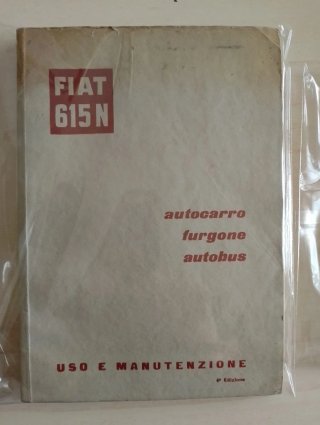 FIAT
615N
autocarro
furgone
autobus
USO E MANUTENZIONE